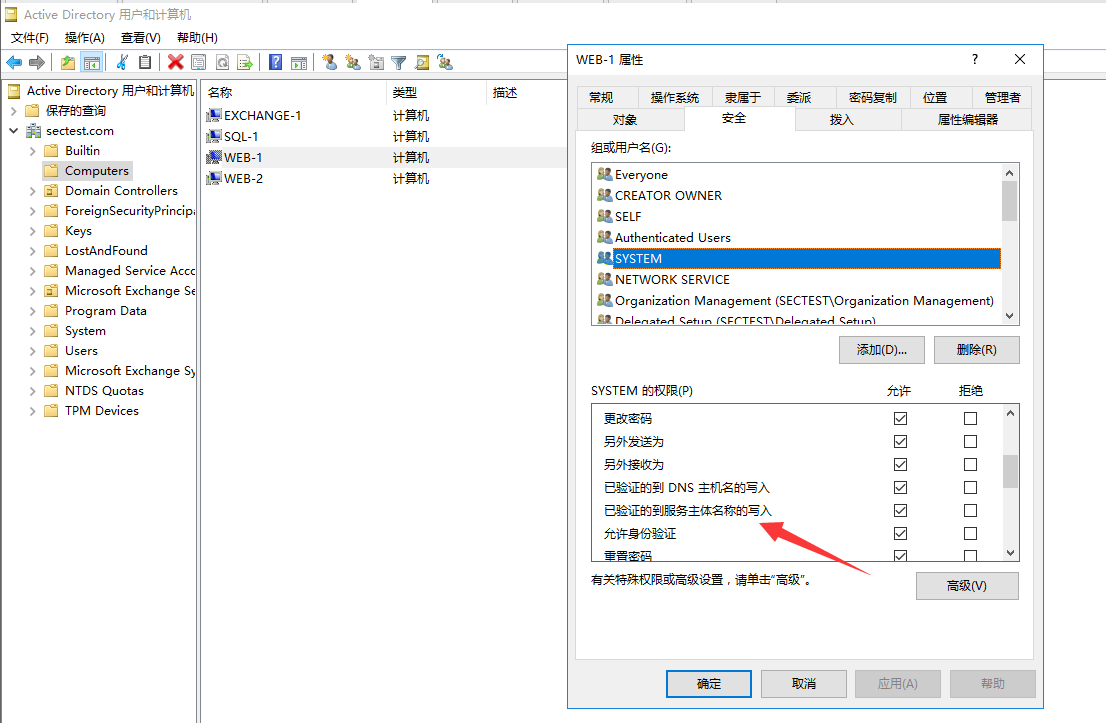 Active Directory 用户和计算机
文件(F) 操作(A) 查看(V) 帮助(H)
Active Directory 用户和计算机
保存的查询
sectest.com
Builtin
Computers
Domain Controllers
ForeignSecurityPrincipa
Keys
LostAndFound
Managed Service Acco
Microsoft Exchange Se
Program Data
System
Users
Microsoft Exchange Sy
NTDS Quotas
TPM Devices
名称 类型 描述
EXCHANGE-1 计算机
SQL-1 计算机
WEB-1 计算机
WEB-2 计算机
WEB-1 属性
常规 操作系统 隶属于 委派 密码复制 位置 管理者
对象 安全 拨入 属性编辑器
组或用户名(G):
Everyone
CREATOR OWNER
SELF
Authenticated Users
SYSTEM
NETWORK SERVICE
Organization Management (SECTEST\Organization Management)
Delegated Setup (SECTEST\Delegated Setup)
添加(D)... 删除(R)
SYSTEM 的权限(P) 允许 拒绝
更改密码
另外发送为
另外接收为
已验证的到 DNS 主机名的写入
已验证的到服务主体名称的写入
允许身份验证
重置密码
有关特殊权限或高级设置，请单击“高级”。
高级(V)
确定 取消 应用(A) 帮助